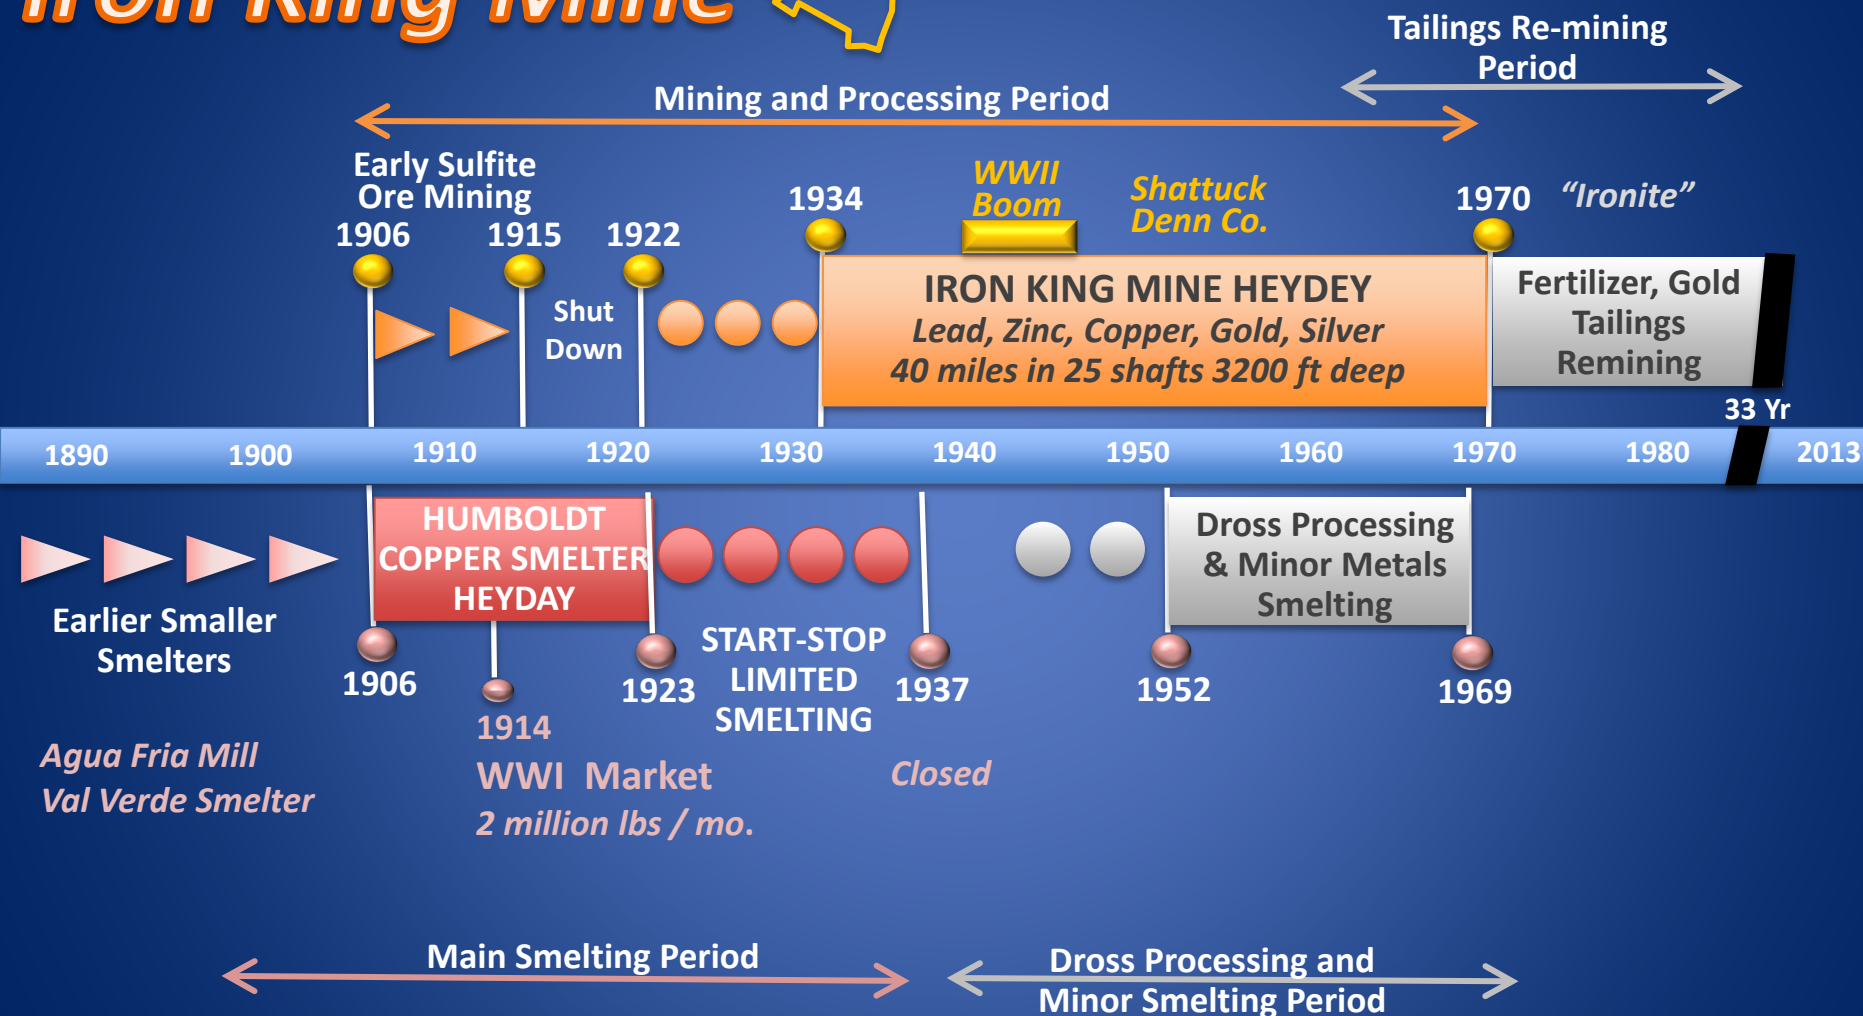 Iron King Mine
Tailings Re-mining
Period
Mining and Processing Period
Early Sulfite
Ore Mining
1906
1915
1922
1934
WWII
Boom
Shattuck
Denn Co.
1970
“Ironite”
Shut
Down
IRON KING MINE HEYDEY
Lead, Zinc, Copper, Gold, Silver
40 miles in 25 shafts 3200 ft deep
Fertilizer, Gold
Tailings
Remining
33 Yr
1890
1900
1910
1920
1930
1940
1950
1960
1970
1980
2013
HUMBOLDT
COPPER SMELTER
HEYDAY
Dross Processing
& Minor Metals
Smelting
Earlier Smaller
Smelters
1906
1923
START-STOP
LIMITED
SMELTING
1937
1952
1969
1914
WWI Market
2 million lbs / mo.
Agua Fria Mill
Val Verde Smelter
Closed
Main Smelting Period
Dross Processing and
Minor Smelting Period